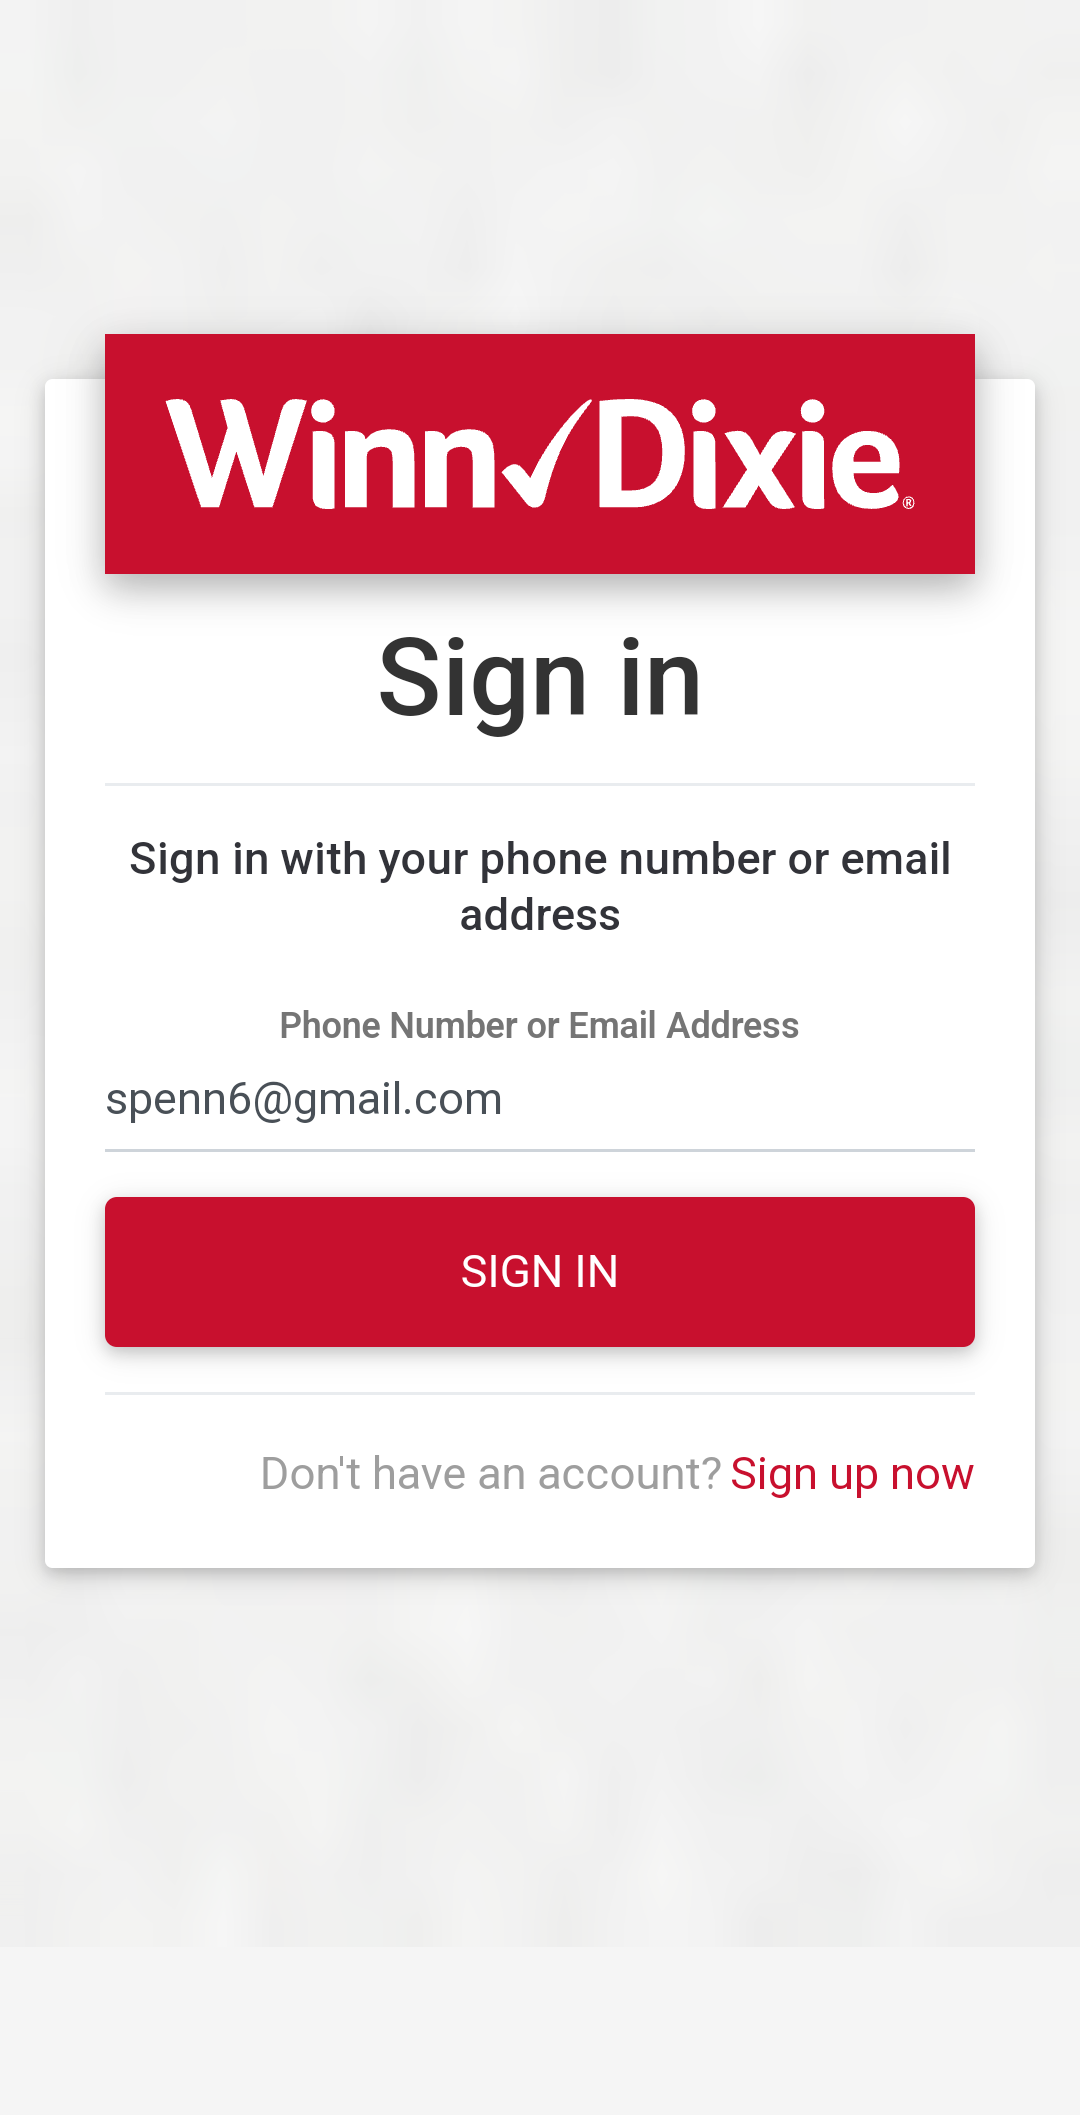 Winn✓Dixie®
Sign in
Sign in with your phone number or email
address
Phone Number or Email Address
spenn6@gmail.com
SIGN IN
Don't have an account? Sign up now